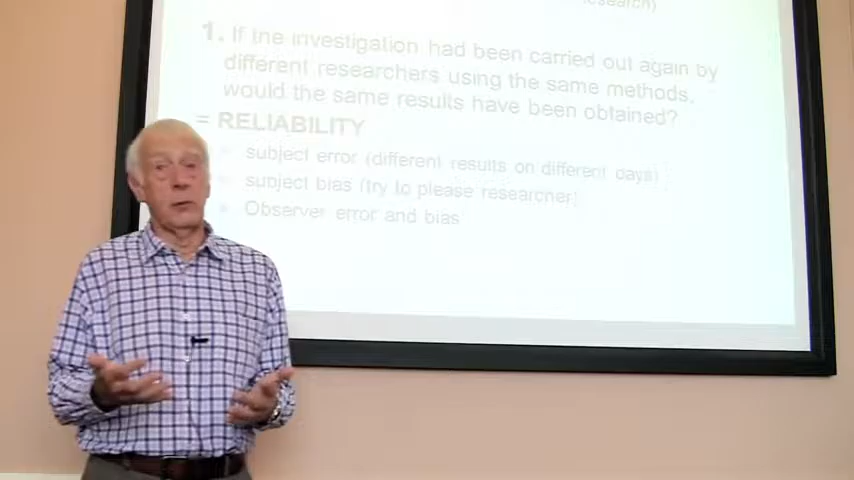 research)
1. If the investigation had been carried out again by
different researchers using the same methods,
would the same results have been obtained?
= RELIABILITY
subject error (different results on different days)
subject bias (try to please researcher)
Observer error and bias